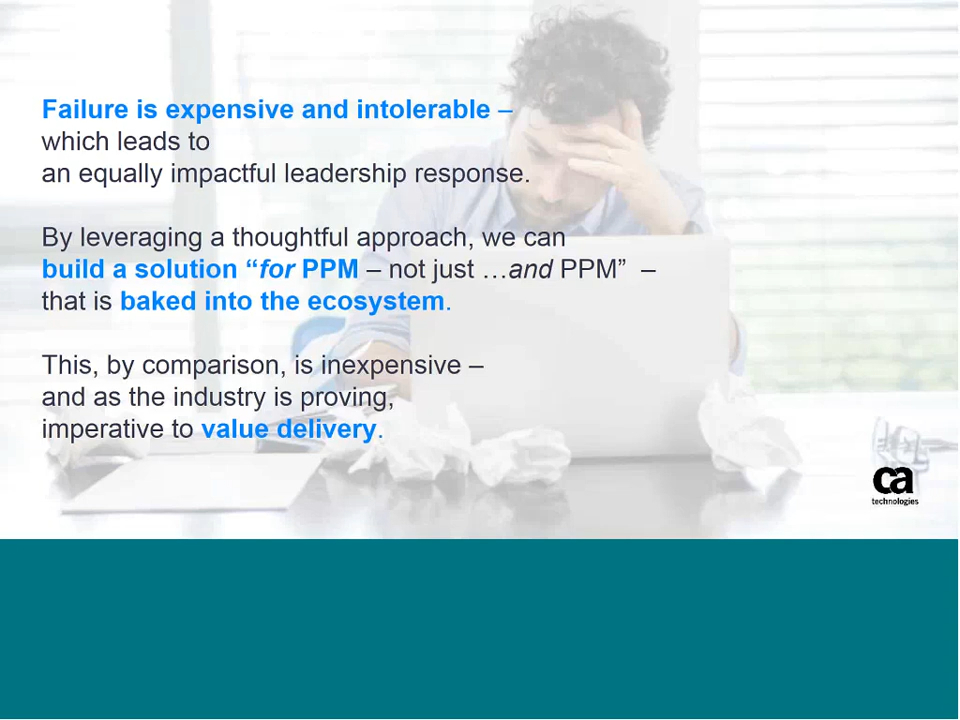 Failure is expensive and intolerable –
which leads to
an equally impactful leadership response.
By leveraging a thoughtful approach, we can
build a solution “for PPM – not just …and PPM” –
that is baked into the ecosystem.
This, by comparison, is inexpensive –
and as the industry is proving,
imperative to value delivery.
ca
technologies